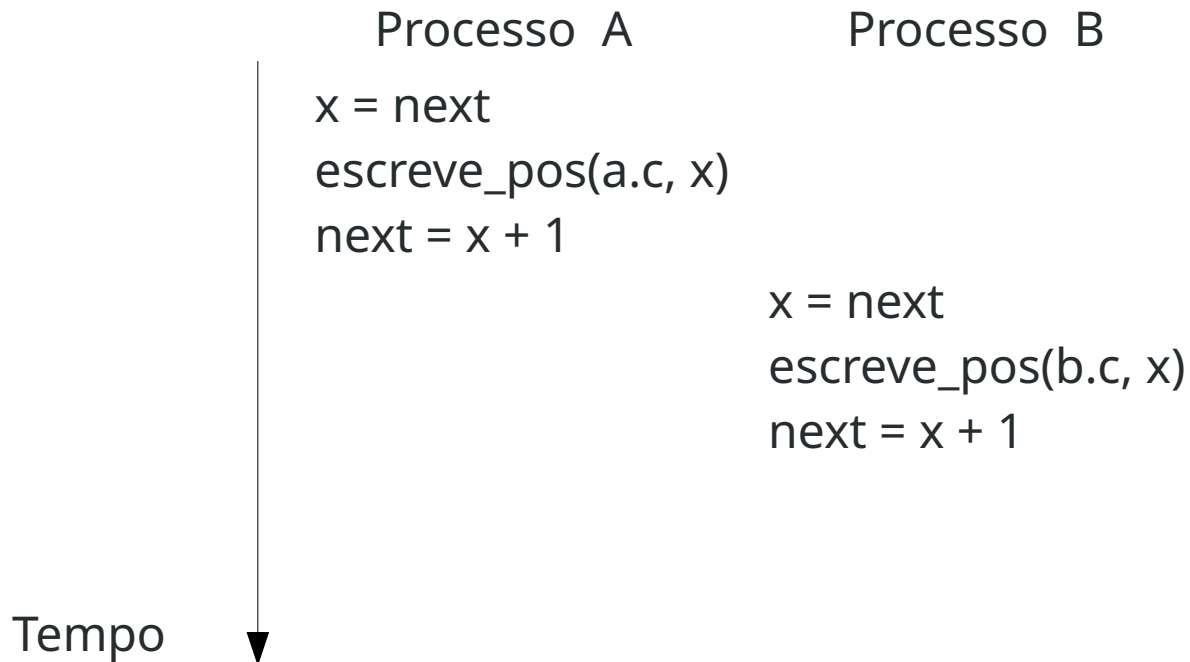 Processo A
Processo B
x = next
escreve_pos(a.c, x)
next = x + 1
x = next
escreve_pos(b.c, x)
next = x + 1
Tempo